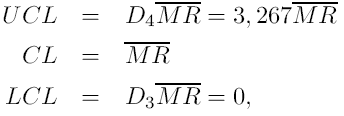 UCL = D₄M̅R̅ = 3,267M̅R̅
CL = M̅R̅
LCL = D₃M̅R̅ = 0,